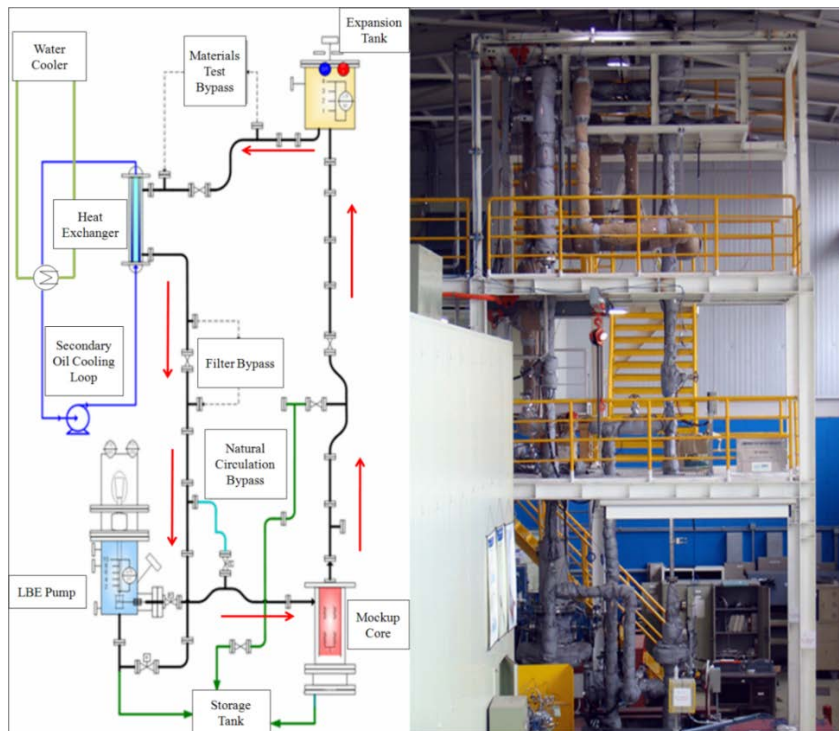 Water
Cooler
Materials
Test
Bypass
Expansion
Tank
Heat
Exchanger
Secondary
Oil Cooling
Loop
Filter Bypass
Natural
Circulation
Bypass
LBE Pump
Mockup
Core
Storage
Tank